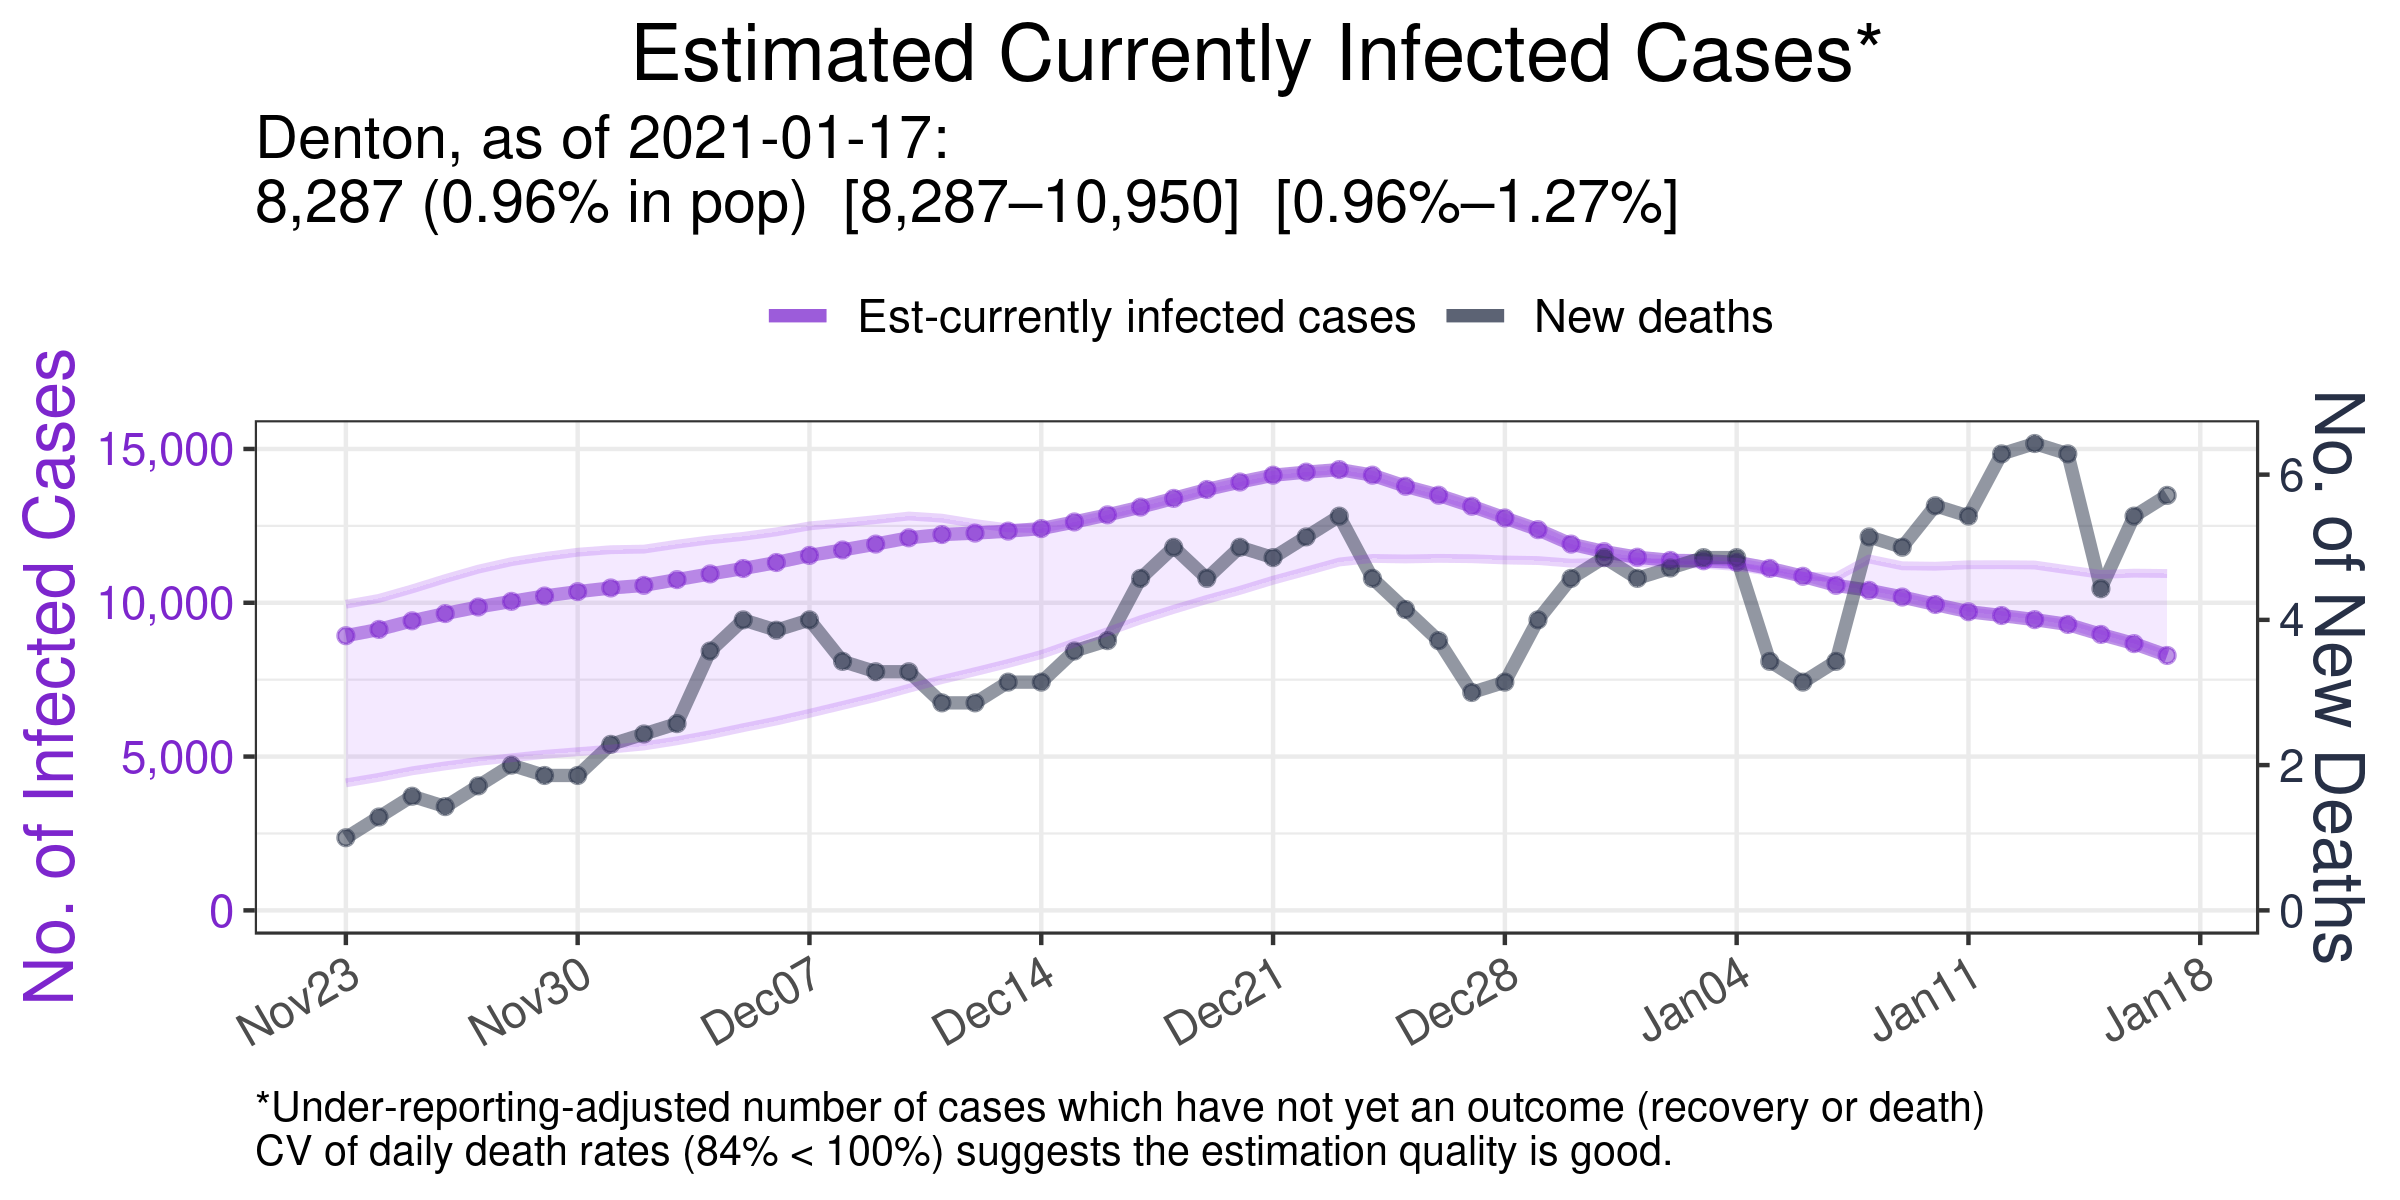 Estimated Currently Infected Cases*
Denton, as of 2021-01-17:
8,287 (0.96% in pop)  [8,287–10,950]  [0.96%–1.27%]
Est-currently infected cases
New deaths
No. of Infected Cases
15,000
10,000
5,000
0
No. of New Deaths
6
4
2
0
Nov23
Nov30
Dec07
Dec14
Dec21
Dec28
Jan04
Jan11
Jan18
*Under-reporting-adjusted number of cases which have not yet an outcome (recovery or death)
CV of daily death rates (84% < 100%) suggests the estimation quality is good.